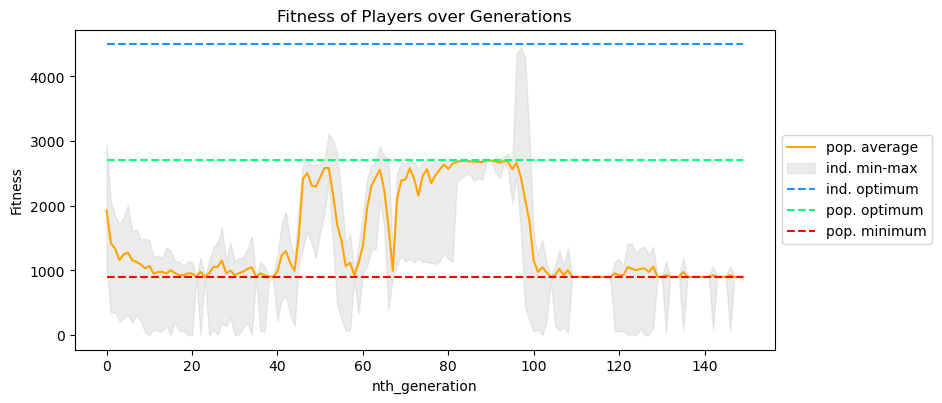 Fitness of Players over Generations
Fitness
4000
3000
2000
1000
0
0 20 40 60 80 100 120 140
nth_generation
pop. average
ind. min-max
ind. optimum
pop. optimum
pop. minimum